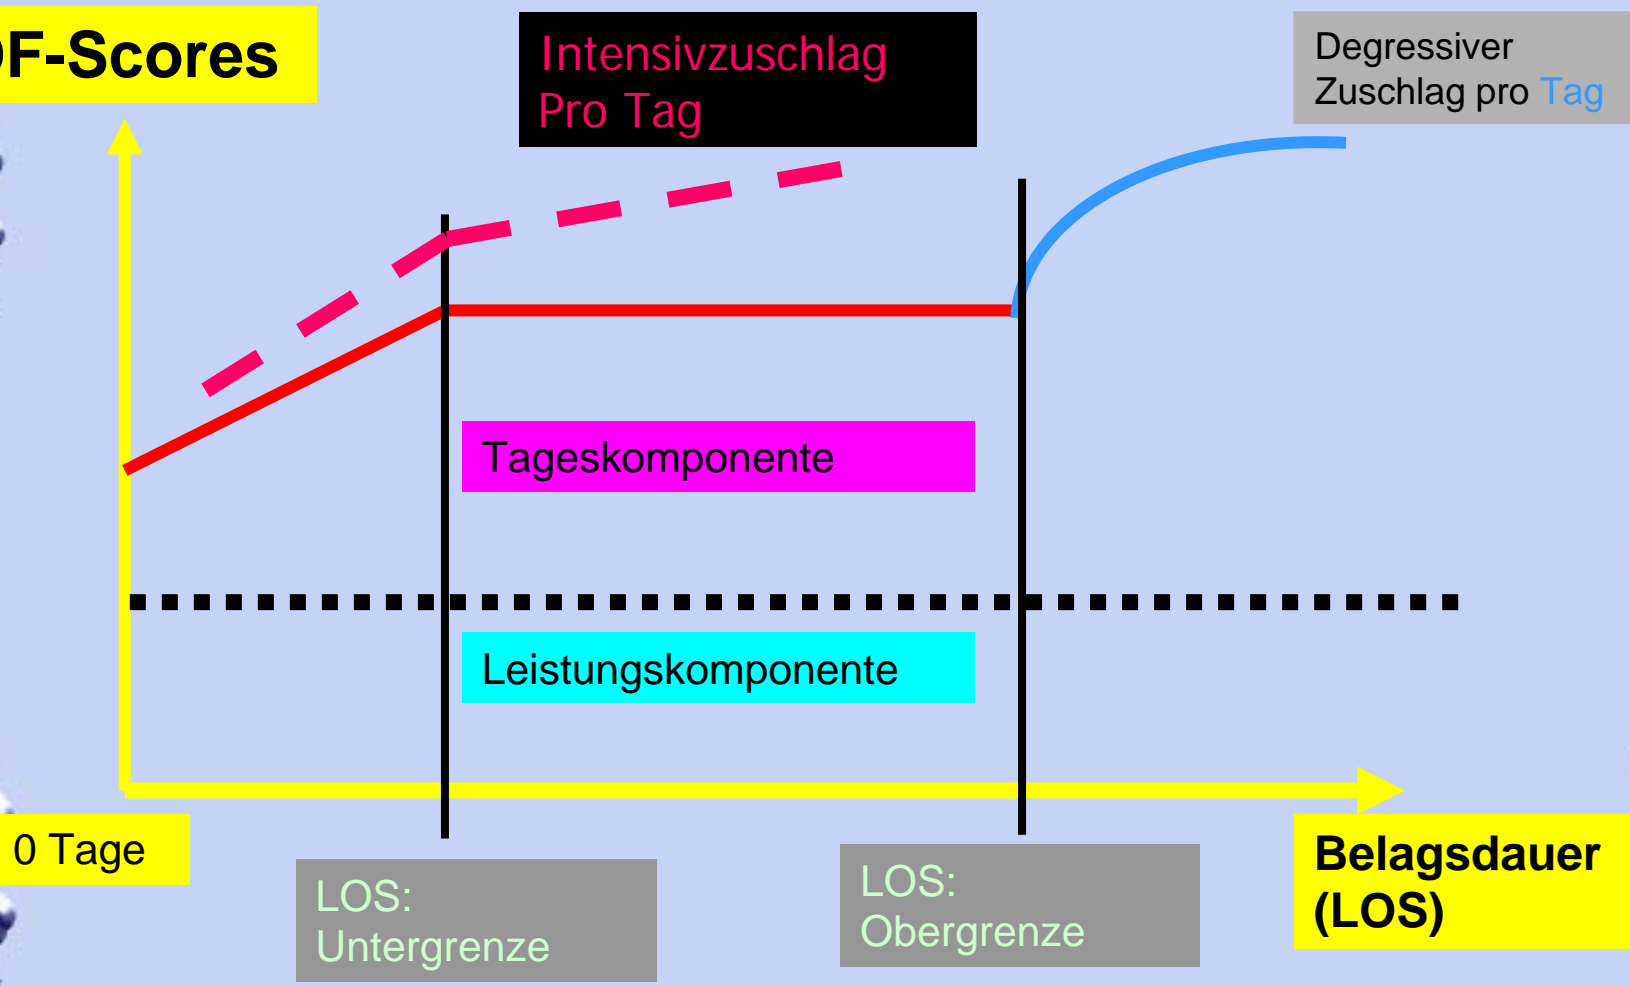 F-Scores
Intensivzuschlag
Pro Tag
Degressiver
Zuschlag pro Tag
Tageskomponente
Leistungskomponente
0 Tage
LOS:
Untergrenze
LOS:
Obergrenze
Belagsdauer
(LOS)